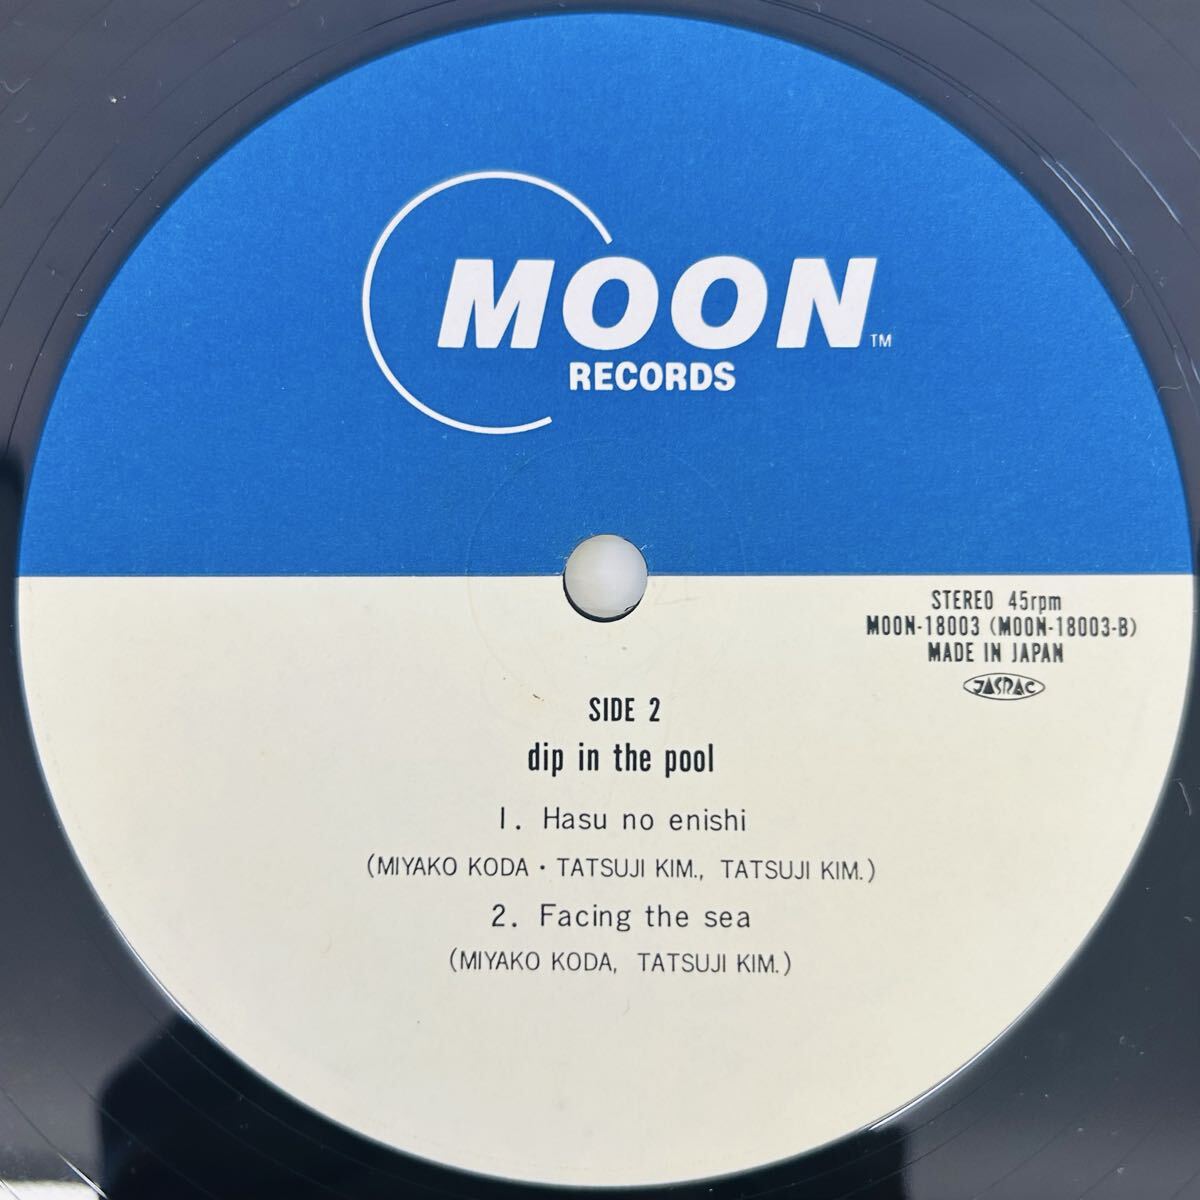 MOON TM
RECORDS
STEREO 45rpm
MOON-18003 (MOON-18003-B)
MADE IN JAPAN
JASRAC
SIDE 2
dip in the pool
1. Hasu no enishi
(MIYAKO KODA・TATSUJI KIM., TATSUJI KIM.)
2. Facing the sea
(MIYAKO KODA, TATSUJI KIM.)